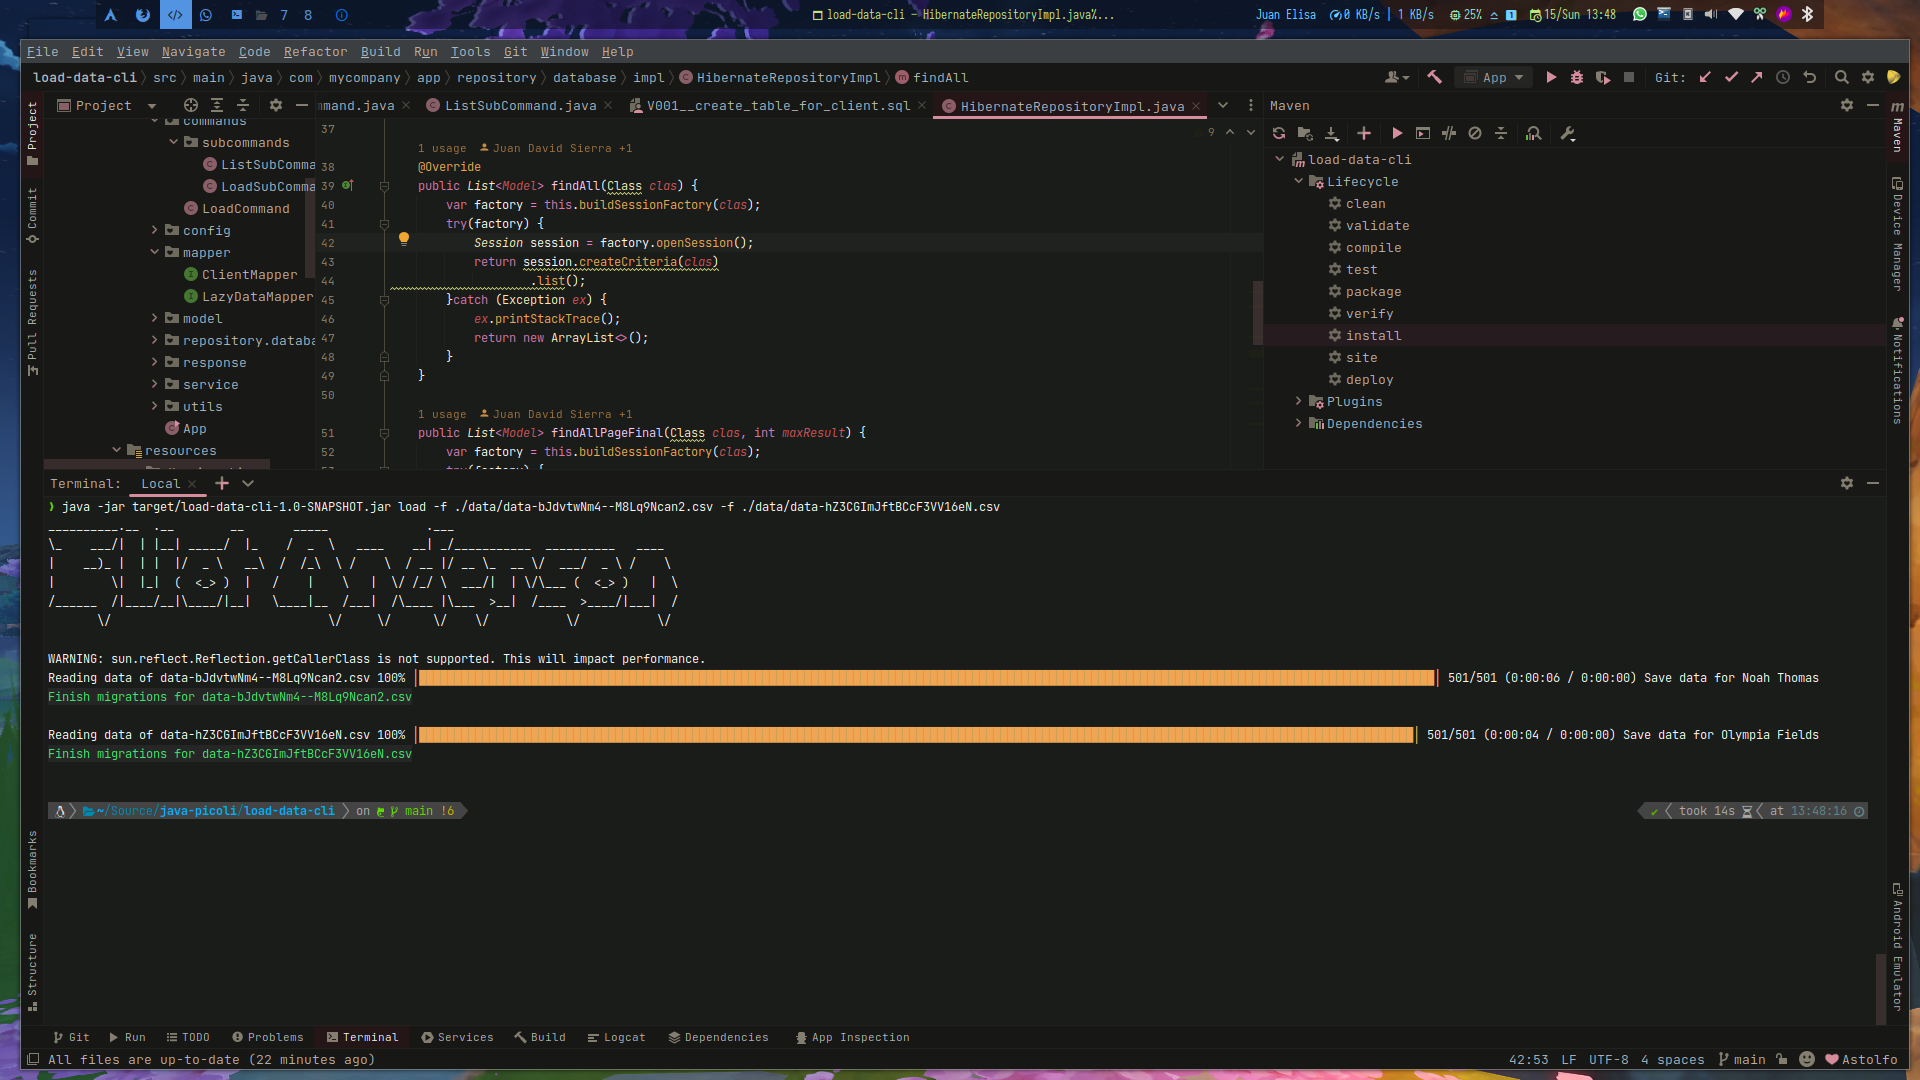 7 8
load-data-cli – HibernateRepositoryImpl.java%...
Juan Elisa 0 KB/s | 1 KB/s 25% 1 15/Sun 13:48
File Edit View Navigate Code Refactor Build Run Tools Git Window Help
load-data-cli src main java com mycompany app repository database impl HibernateRepositoryImpl findAll
App Git:
Project
mmand.java ListSubCommand.java V001__create_table_for_client.sql HibernateRepositoryImpl.java
Maven
commands
subcommands
ListSubComma
LoadSubComma
LoadCommand
config
mapper
ClientMapper
LazyDataMapper
model
repository.databa
response
service
utils
App
resources
9
37
1 usage Juan David Sierra +1
38 @Override
39 public List<Model> findAll(Class clas) {
40 var factory = this.buildSessionFactory(clas);
41 try(factory) {
42 Session session = factory.openSession();
43 return session.createCriteria(clas)
44 .list();
45 }catch (Exception ex) {
46 ex.printStackTrace();
47 return new ArrayList<>();
48 }
49 }
50
1 usage Juan David Sierra +1
51 public List<Model> findAllPageFinal(Class clas, int maxResult) {
52 var factory = this.buildSessionFactory(clas);
53 try(factory) {
load-data-cli
Lifecycle
clean
validate
compile
test
package
verify
install
site
deploy
Plugins
Dependencies
Project
Commit
Pull Requests
Bookmarks
Structure
Maven
Device Manager
Notifications
Android Emulator
Terminal: Local
java -jar target/load-data-cli-1.0-SNAPSHOT.jar load -f ./data/data-bJdvtwNm4--M8Lq9Ncan2.csv -f ./data/data-hZ3CGImJftBCcF3VV16eN.csv
Elliot Anderson
WARNING: sun.reflect.Reflection.getCallerClass is not supported. This will impact performance.
Reading data of data-bJdvtwNm4--M8Lq9Ncan2.csv 100% 501/501 (0:00:06 / 0:00:00) Save data for Noah Thomas
Finish migrations for data-bJdvtwNm4--M8Lq9Ncan2.csv
Reading data of data-hZ3CGImJftBCcF3VV16eN.csv 100% 501/501 (0:00:04 / 0:00:00) Save data for Olympia Fields
Finish migrations for data-hZ3CGImJftBCcF3VV16eN.csv
~/Source/java-picoli/load-data-cli on main !6
took 14s at 13:48:16
Git Run TODO Problems Terminal Services Build Logcat Dependencies App Inspection
All files are up-to-date (22 minutes ago)
42:53 LF UTF-8 4 spaces main Astolfo